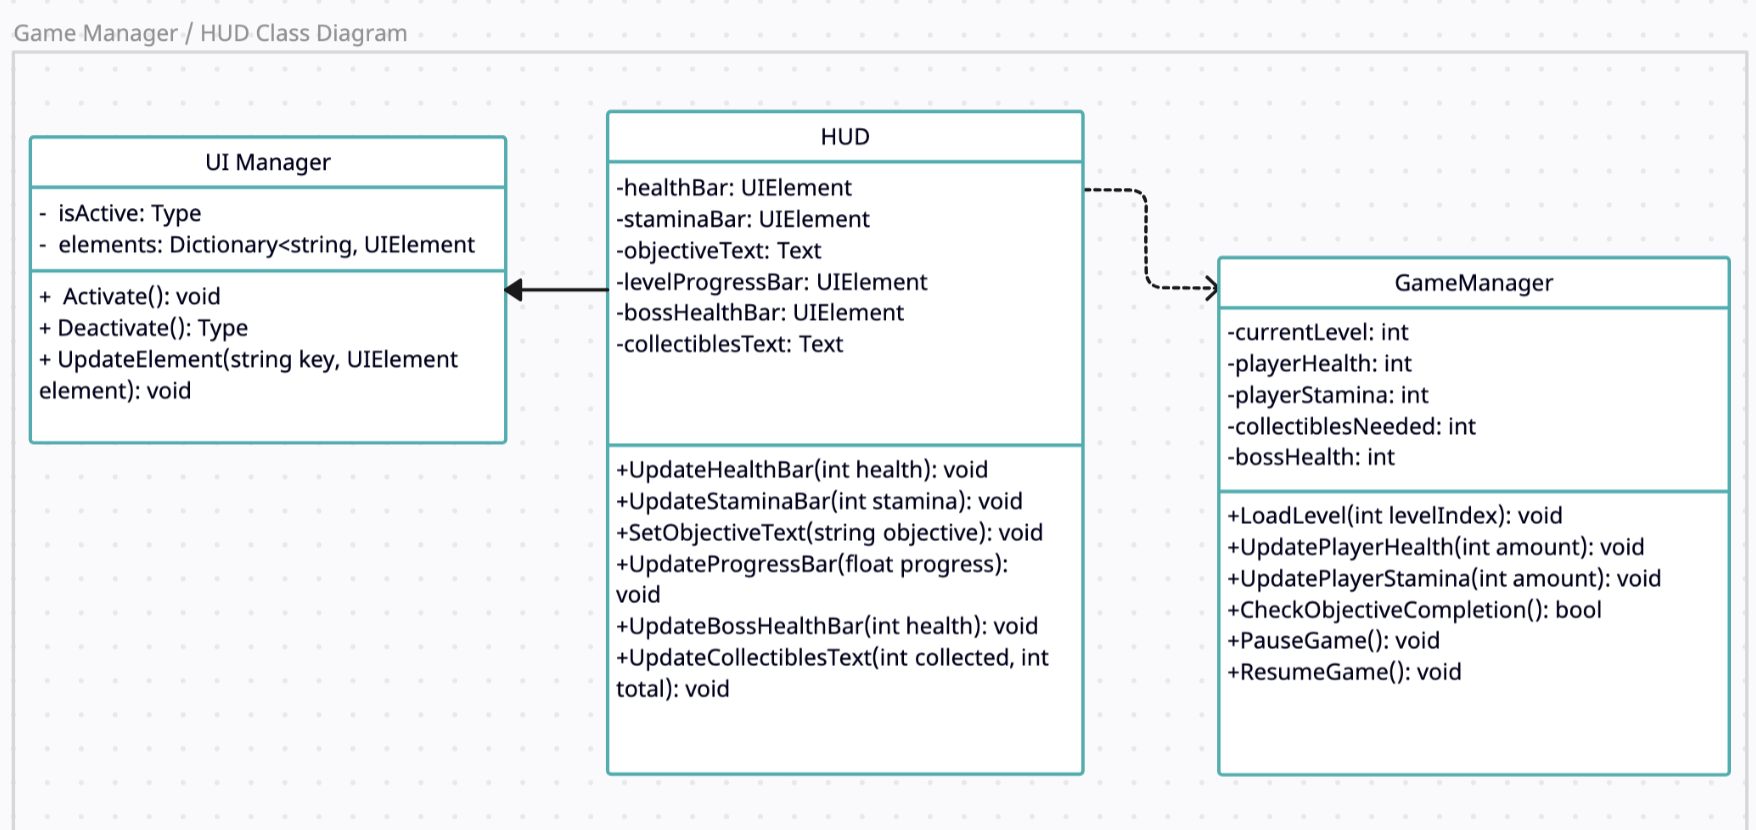 Game Manager / HUD Class Diagram
UI Manager
- isActive: Type
- elements: Dictionary<string, UIElement
+ Activate(): void
+ Deactivate(): Type
+ UpdateElement(string key, UIElement
element): void
HUD
-healthBar: UIElement
-staminaBar: UIElement
-objectiveText: Text
-levelProgressBar: UIElement
-bossHealthBar: UIElement
-collectiblesText: Text
+UpdateHealthBar(int health): void
+UpdateStaminaBar(int stamina): void
+SetObjectiveText(string objective): void
+UpdateProgressBar(float progress):
void
+UpdateBossHealthBar(int health): void
+UpdateCollectiblesText(int collected, int
total): void
GameManager
-currentLevel: int
-playerHealth: int
-playerStamina: int
-collectiblesNeeded: int
-bossHealth: int
+LoadLevel(int levelIndex): void
+UpdatePlayerHealth(int amount): void
+UpdatePlayerStamina(int amount): void
+CheckObjectiveCompletion(): bool
+PauseGame(): void
+ResumeGame(): void